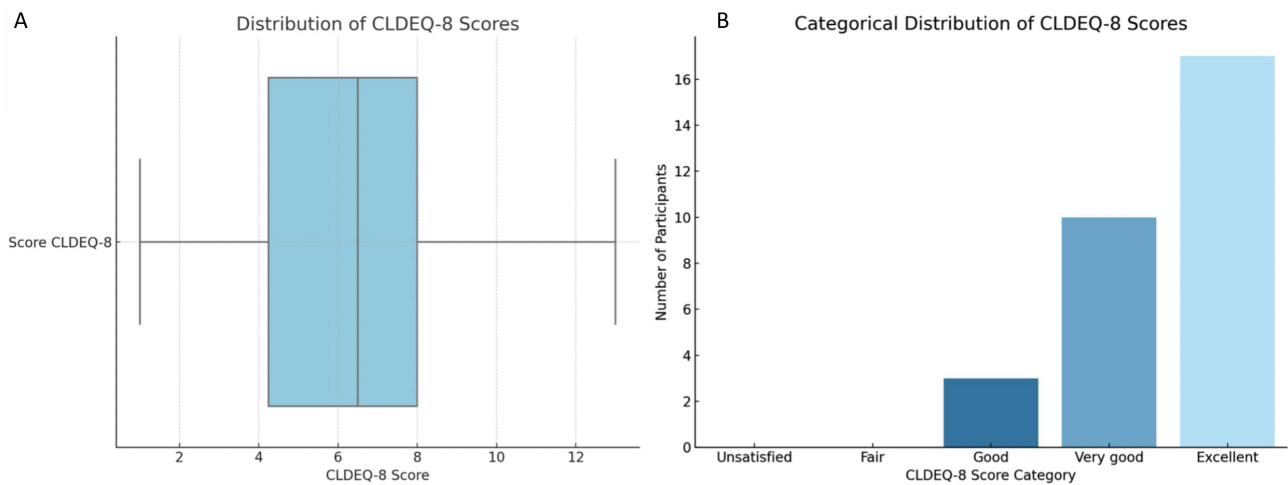 A
Distribution of CLDEQ-8 Scores
Score CLDEQ-8
2 4 6 8 10 12
CLDEQ-8 Score
B
Categorical Distribution of CLDEQ-8 Scores
Number of Participants
16
14
12
10
8
6
4
2
0
Unsatisfied Fair Good Very good Excellent
CLDEQ-8 Score Category